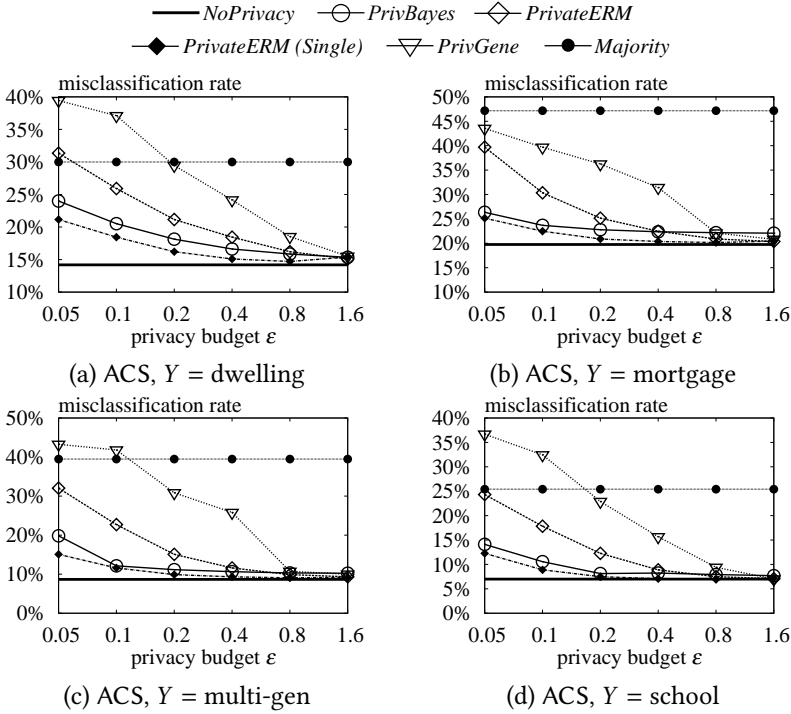 NoPrivacy PrivBayes PrivateERM
PrivateERM (Single) PrivGene Majority
misclassification rate
40%
35%
30%
25%
20%
15%
10%
0.05 0.1 0.2 0.4 0.8 1.6
privacy budget ε
(a) ACS, Y = dwelling
misclassification rate
50%
45%
40%
35%
30%
25%
20%
15%
10%
0.05 0.1 0.2 0.4 0.8 1.6
privacy budget ε
(b) ACS, Y = mortgage
misclassification rate
50%
40%
30%
20%
10%
0%
0.05 0.1 0.2 0.4 0.8 1.6
privacy budget ε
(c) ACS, Y = multi-gen
misclassification rate
40%
35%
30%
25%
20%
15%
10%
5%
0%
0.05 0.1 0.2 0.4 0.8 1.6
privacy budget ε
(d) ACS, Y = school